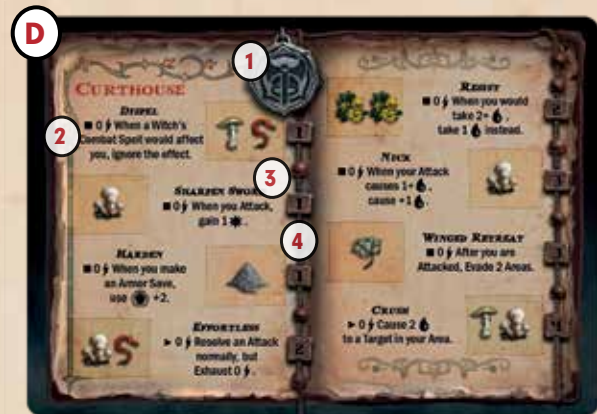 D
1
CURTHOUSE
DISPEL
2
■ 0 When a Witch's
Combat Spell would affect
you, ignore the effect.
1
3
SHARPEN SWORD
■ 0 When you Attack,
gain 1 .
1
4
HARDEN
■ 0 When you make
an Armor Save,
use +2.
1
EFFORTLESS
► 0 Resolve an Attack
normally, but
Exhaust 0 .
2
RESIST
■ 0 When you would
take 2+ ,
take 1 instead.
2
NICK
■ 0 When your Attack
causes 1+ ,
cause +1 .
3
WINGED RETREAT
■ 0 After you are
Attacked, Evade 2 Areas.
3
CRUSH
► 0 Cause 2
to a Target in your Area.
4